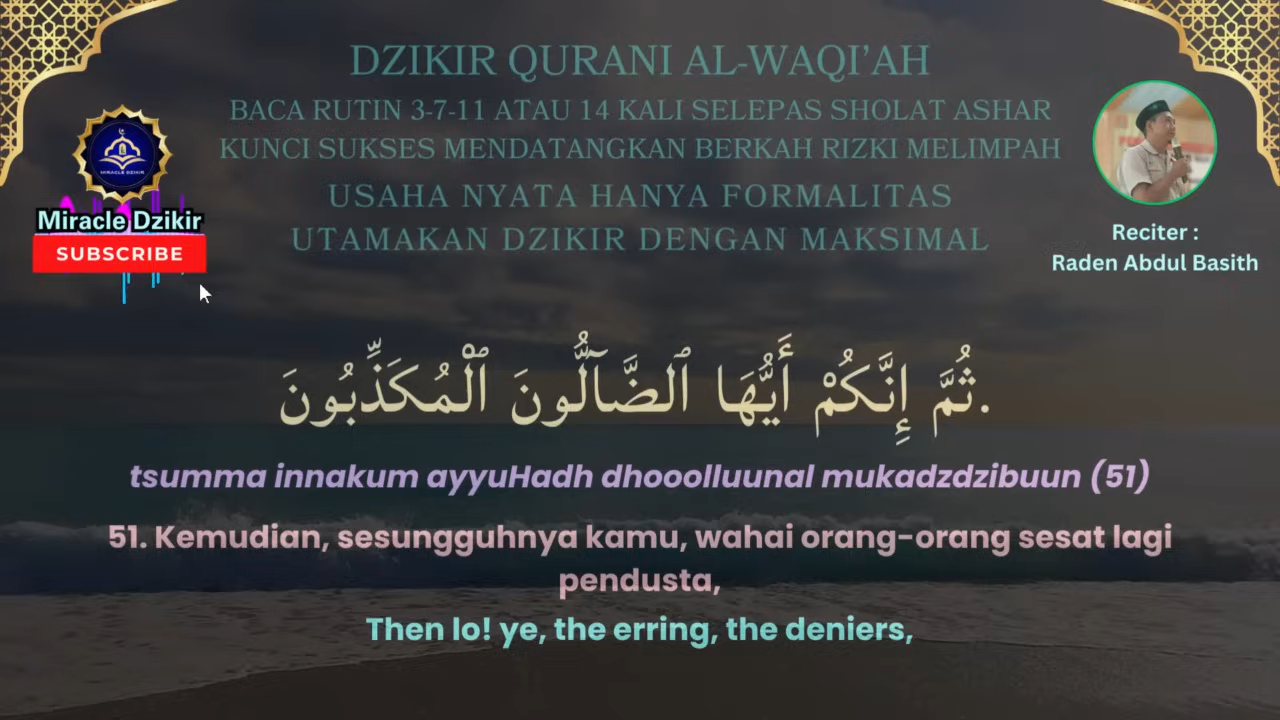 DZIKIR QURANI AL-WAQI’AH
BACA RUTIN 3-7-11 ATAU 14 KALI SELEPAS SHOLAT ASHAR
KUNCI SUKSES MENDATANGKAN BERKAH RIZKI MELIMPAH
USAHA NYATA HANYA FORMALITAS
UTAMAKAN DZIKIR DENGAN MAKSIMAL
MIRACLE DZIKIR
Miracle Dzikir
SUBSCRIBE
Reciter :
Raden Abdul Basith
ثُمَّ إِنَّكُمْ أَيُّهَا ٱلضَّآلُّونَ ٱلْمُكَذِّبُونَ.
tsumma innakum ayyuHadh dhooolluunal mukadzdzibuun (51)
51. Kemudian, sesungguhnya kamu, wahai orang-orang sesat lagi
pendusta,
Then lo! ye, the erring, the deniers,